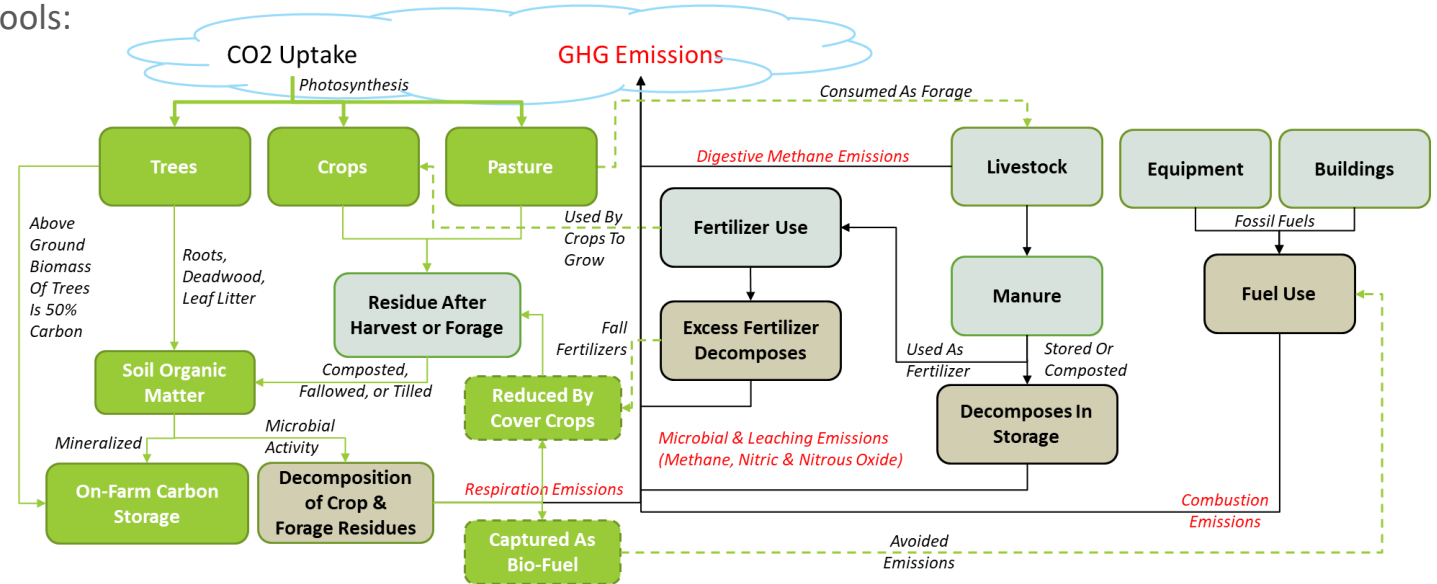 ools:
CO2 Uptake
GHG Emissions
Photosynthesis
Consumed As Forage
Trees
Crops
Pasture
Digestive Methane Emissions
Livestock
Equipment
Buildings
Above
Ground
Biomass
Of Trees
Is 50%
Carbon
Roots,
Deadwood,
Leaf Litter
Used By
Crops To
Grow
Fertilizer Use
Fossil Fuels
Residue After
Harvest or Forage
Manure
Fuel Use
Fall
Fertilizers
Excess Fertilizer
Decomposes
Used As
Fertilizer
Stored Or
Composted
Soil Organic
Matter
Composted,
Fallowed, or Tilled
Reduced By
Cover Crops
Decomposes In
Storage
Mineralized
Microbial
Activity
Microbial & Leaching Emissions
(Methane, Nitric & Nitrous Oxide)
On-Farm Carbon
Storage
Decomposition
of Crop &
Forage Residues
Respiration Emissions
Combustion
Emissions
Captured As
Bio-Fuel
Avoided
Emissions